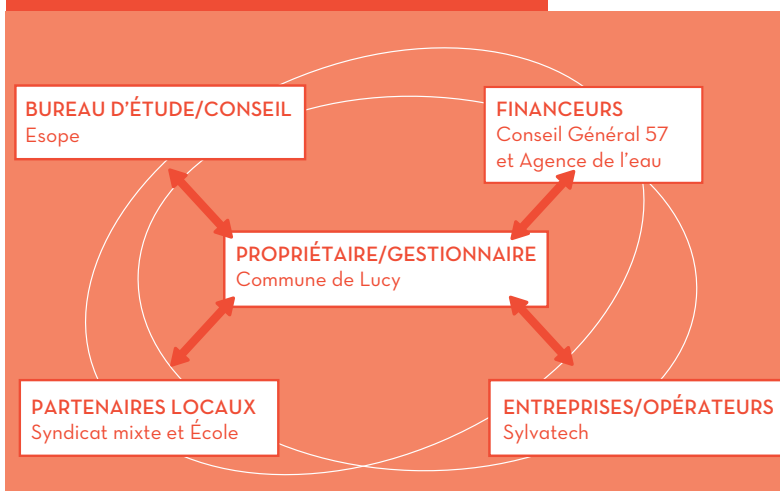 BUREAU D'ÉTUDE/CONSEIL
Esope
FINANCEURS
Conseil Général 57
et Agence de l'eau
PROPRIÉTAIRE/GESTIONNAIRE
Commune de Lucy
PARTENAIRES LOCAUX
Syndicat mixte et École
ENTREPRISES/OPÉRATEURS
Sylvatech